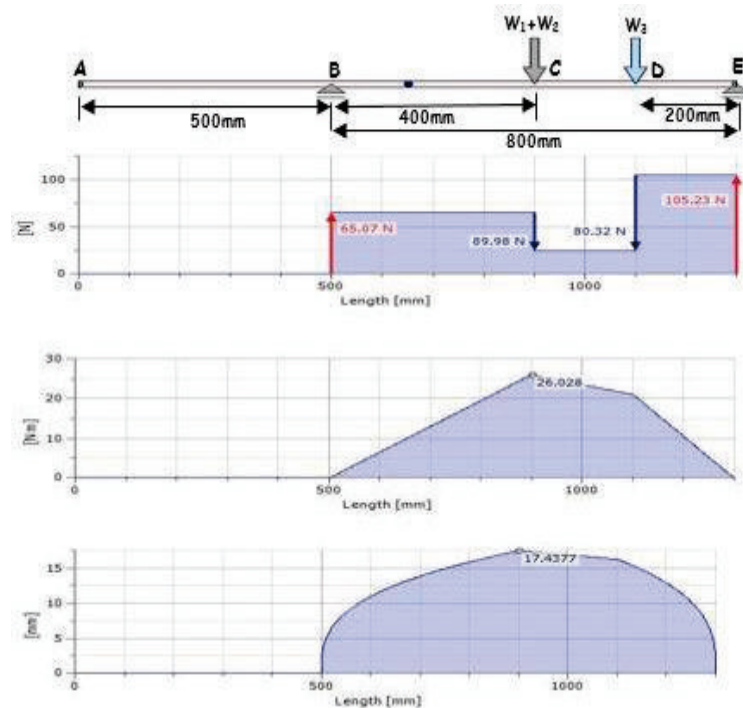 W₁+W₂ W₃
A B C D E
500mm 400mm 200mm
800mm
100
50
0
[N]
65.07 N
89.98 N
80.32 N
105.23 N
500 1000
Length [mm]
30
20
10
0
[Nm]
26.028
0 500 1000
Length [mm]
15
10
5
0
[mm]
17.4377
0 500 1000
Length [mm]